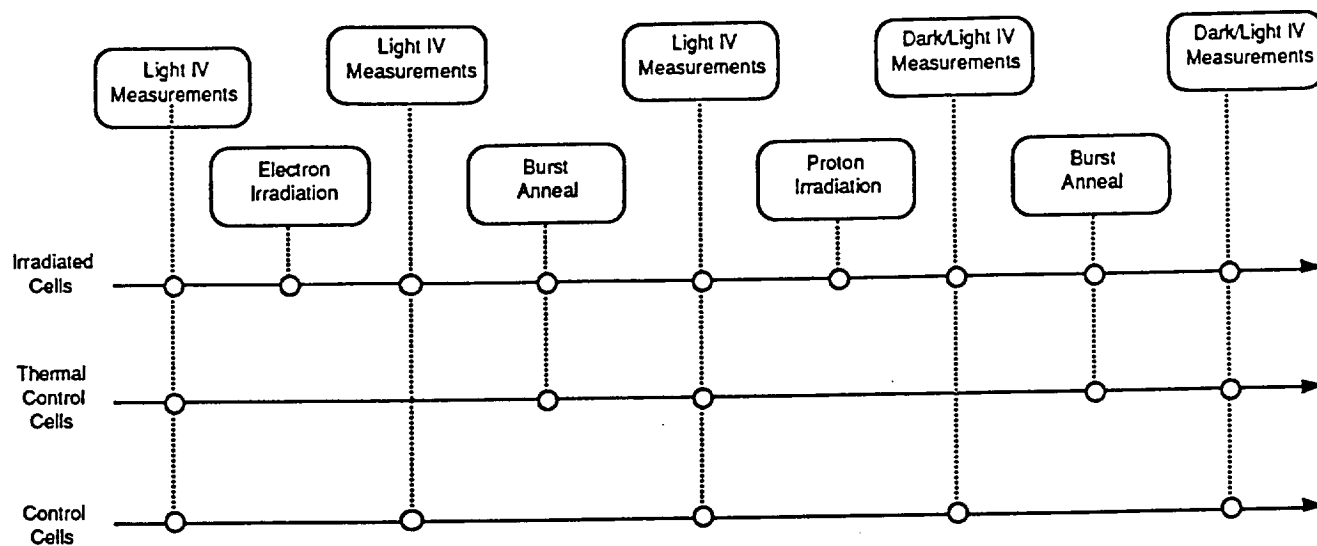 Light IV
Measurements
Light IV
Measurements
Light IV
Measurements
Dark/Light IV
Measurements
Dark/Light IV
Measurements
Electron
Irradiation
Burst
Anneal
Proton
Irradiation
Burst
Anneal
Irradiated
Cells
Thermal
Control
Cells
Control
Cells